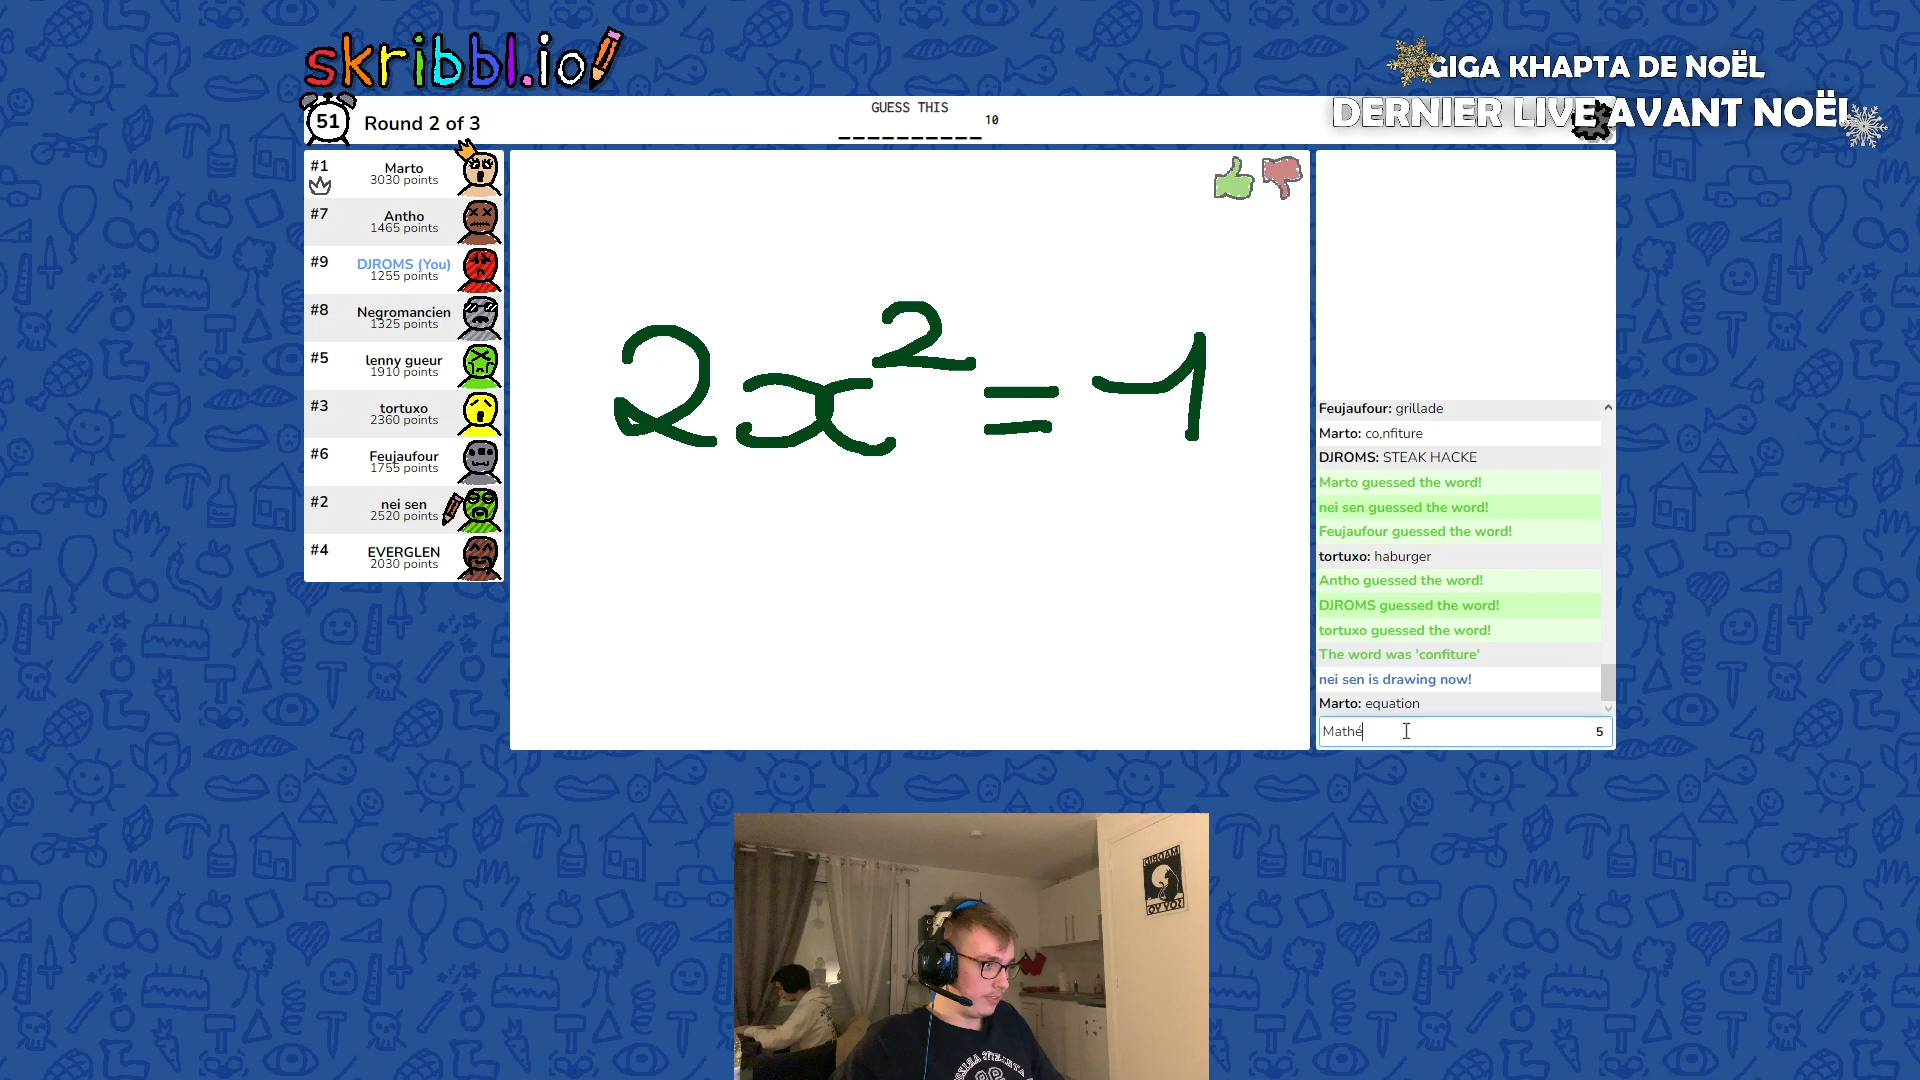 skribbl.io
GIGA KHAPTA DE NOËL
DERNIER LIVE AVANT NOËL
51
Round 2 of 3
GUESS THIS
__________ 10
#1
Marto
3030 points
#7
Antho
1465 points
#9
DJROMS (You)
1255 points
#8
Negromancien
1325 points
#5
lenny gueur
1910 points
#3
tortuxo
2360 points
#6
Feujaufour
1755 points
#2
nei sen
2520 points
#4
EVERGLEN
2030 points
2x²=1
Feujaufour: grillade
Marto: co,nfiture
DJROMS: STEAK HACKE
Marto guessed the word!
nei sen guessed the word!
Feujaufour guessed the word!
tortuxo: haburger
Antho guessed the word!
DJROMS guessed the word!
tortuxo guessed the word!
The word was 'confiture'
nei sen is drawing now!
Marto: equation
Mathé
5